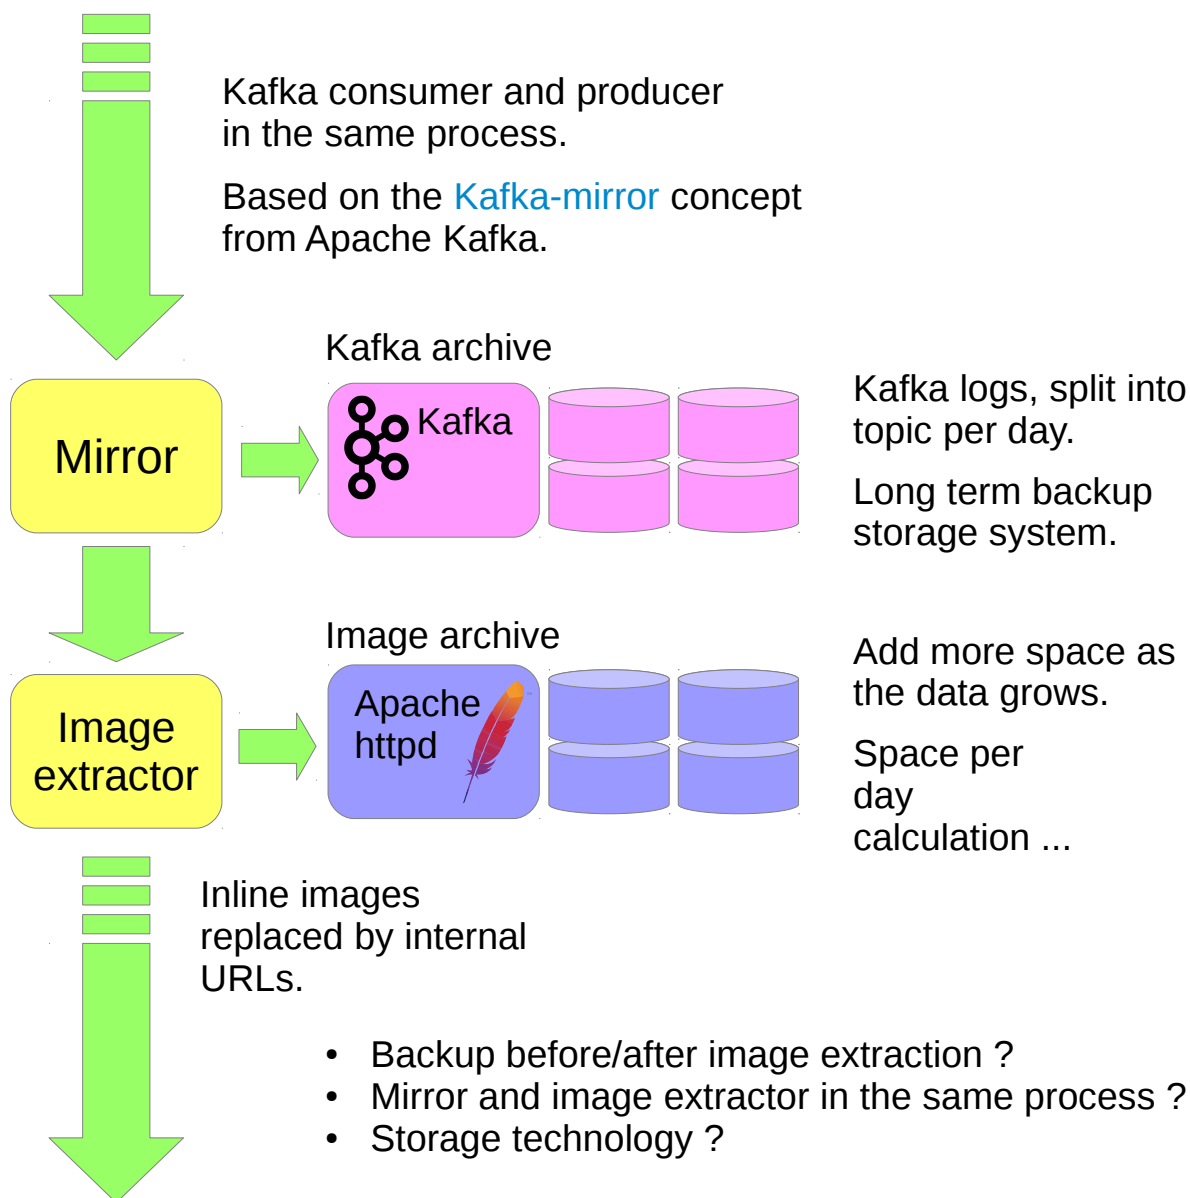 Kafka consumer and producer
in the same process.
Based on the Kafka-mirror concept
from Apache Kafka.
Kafka archive
Mirror
Kafka
Kafka logs, split into
topic per day.
Long term backup
storage system.
Image archive
Image
extractor
Apache
httpd
Add more space as
the data grows.
Space per
day
calculation ...
Inline images
replaced by internal
URLs.
• Backup before/after image extraction ?
• Mirror and image extractor in the same process ?
• Storage technology ?